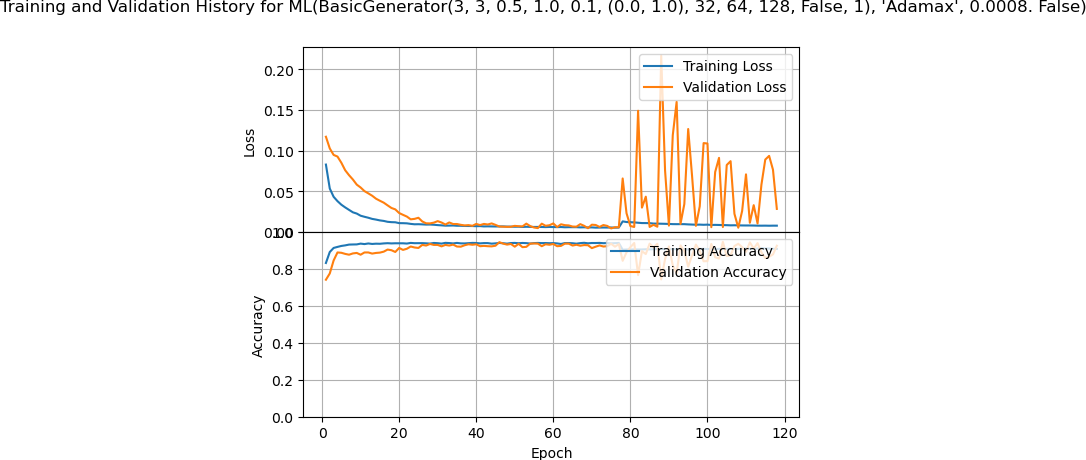 Training and Validation History for ML(BasicGenerator(3, 3, 0.5, 1.0, 0.1, (0.0, 1.0), 32, 64, 128, False, 1), 'Adamax', 0.0008. False)
Training Loss
Validation Loss
0.20
0.15
0.10
0.05
Loss
0.00
1.0
Training Accuracy
Validation Accuracy
0.8
0.6
0.4
0.2
0.0
Accuracy
0 20 40 60 80 100 120
Epoch